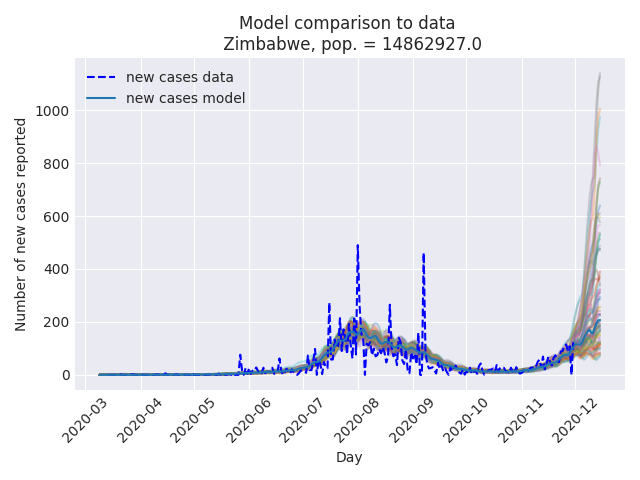 Model comparison to data
Zimbabwe, pop. = 14862927.0
new cases data
new cases model
Number of new cases reported
1000
800
600
400
200
0
2020-03
2020-04
2020-05
2020-06
2020-07
2020-08
2020-09
2020-10
2020-11
2020-12
Day